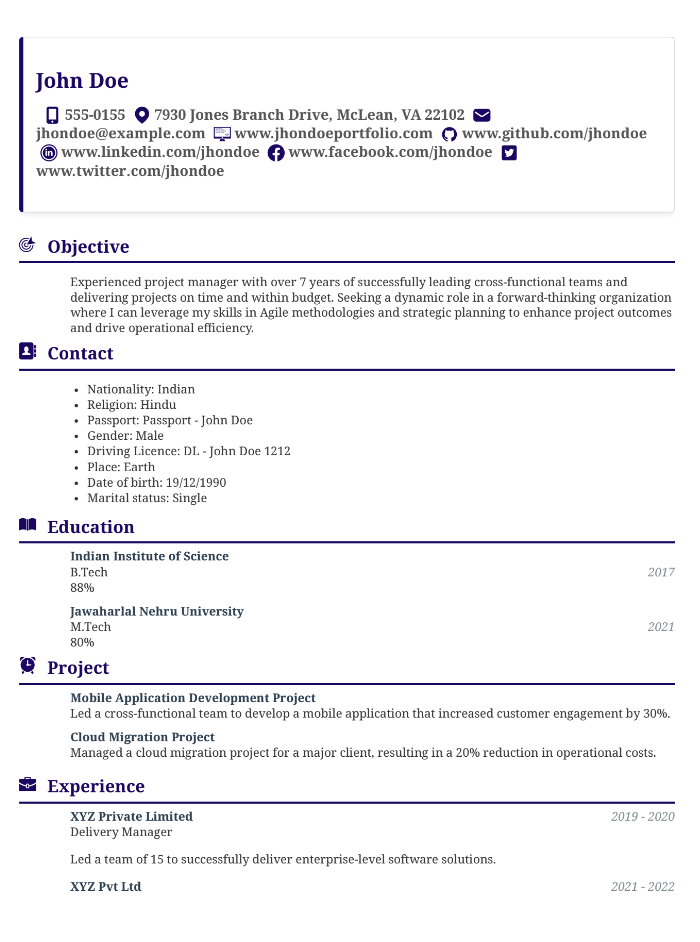 John Doe
555-0155 7930 Jones Branch Drive, McLean, VA 22102
jhondoe@example.com www.jhondoeportfolio.com www.github.com/jhondoe
www.linkedin.com/jhondoe www.facebook.com/jhondoe
www.twitter.com/jhondoe
Objective
Experienced project manager with over 7 years of successfully leading cross-functional teams and
delivering projects on time and within budget. Seeking a dynamic role in a forward-thinking organization
where I can leverage my skills in Agile methodologies and strategic planning to enhance project outcomes
and drive operational efficiency.
Contact
• Nationality: Indian
• Religion: Hindu
• Passport: Passport - John Doe
• Gender: Male
• Driving Licence: DL - John Doe 1212
• Place: Earth
• Date of birth: 19/12/1990
• Marital status: Single
Education
Indian Institute of Science
B.Tech 2017
88%
Jawaharlal Nehru University
M.Tech 2021
80%
Project
Mobile Application Development Project
Led a cross-functional team to develop a mobile application that increased customer engagement by 30%.
Cloud Migration Project
Managed a cloud migration project for a major client, resulting in a 20% reduction in operational costs.
Experience
XYZ Private Limited 2019 - 2020
Delivery Manager
Led a team of 15 to successfully deliver enterprise-level software solutions.
XYZ Pvt Ltd 2021 - 2022